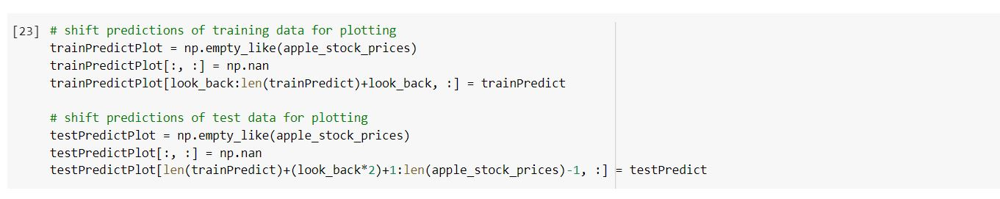 [23] # shift predictions of training data for plotting
trainPredictPlot = np.empty_like(apple_stock_prices)
trainPredictPlot[:, :] = np.nan
trainPredictPlot[look_back:len(trainPredict)+look_back, :] = trainPredict
# shift predictions of test data for plotting
testPredictPlot = np.empty_like(apple_stock_prices)
testPredictPlot[:, :] = np.nan
testPredictPlot[len(trainPredict)+(look_back*2)+1:len(apple_stock_prices)-1, :] = testPredict